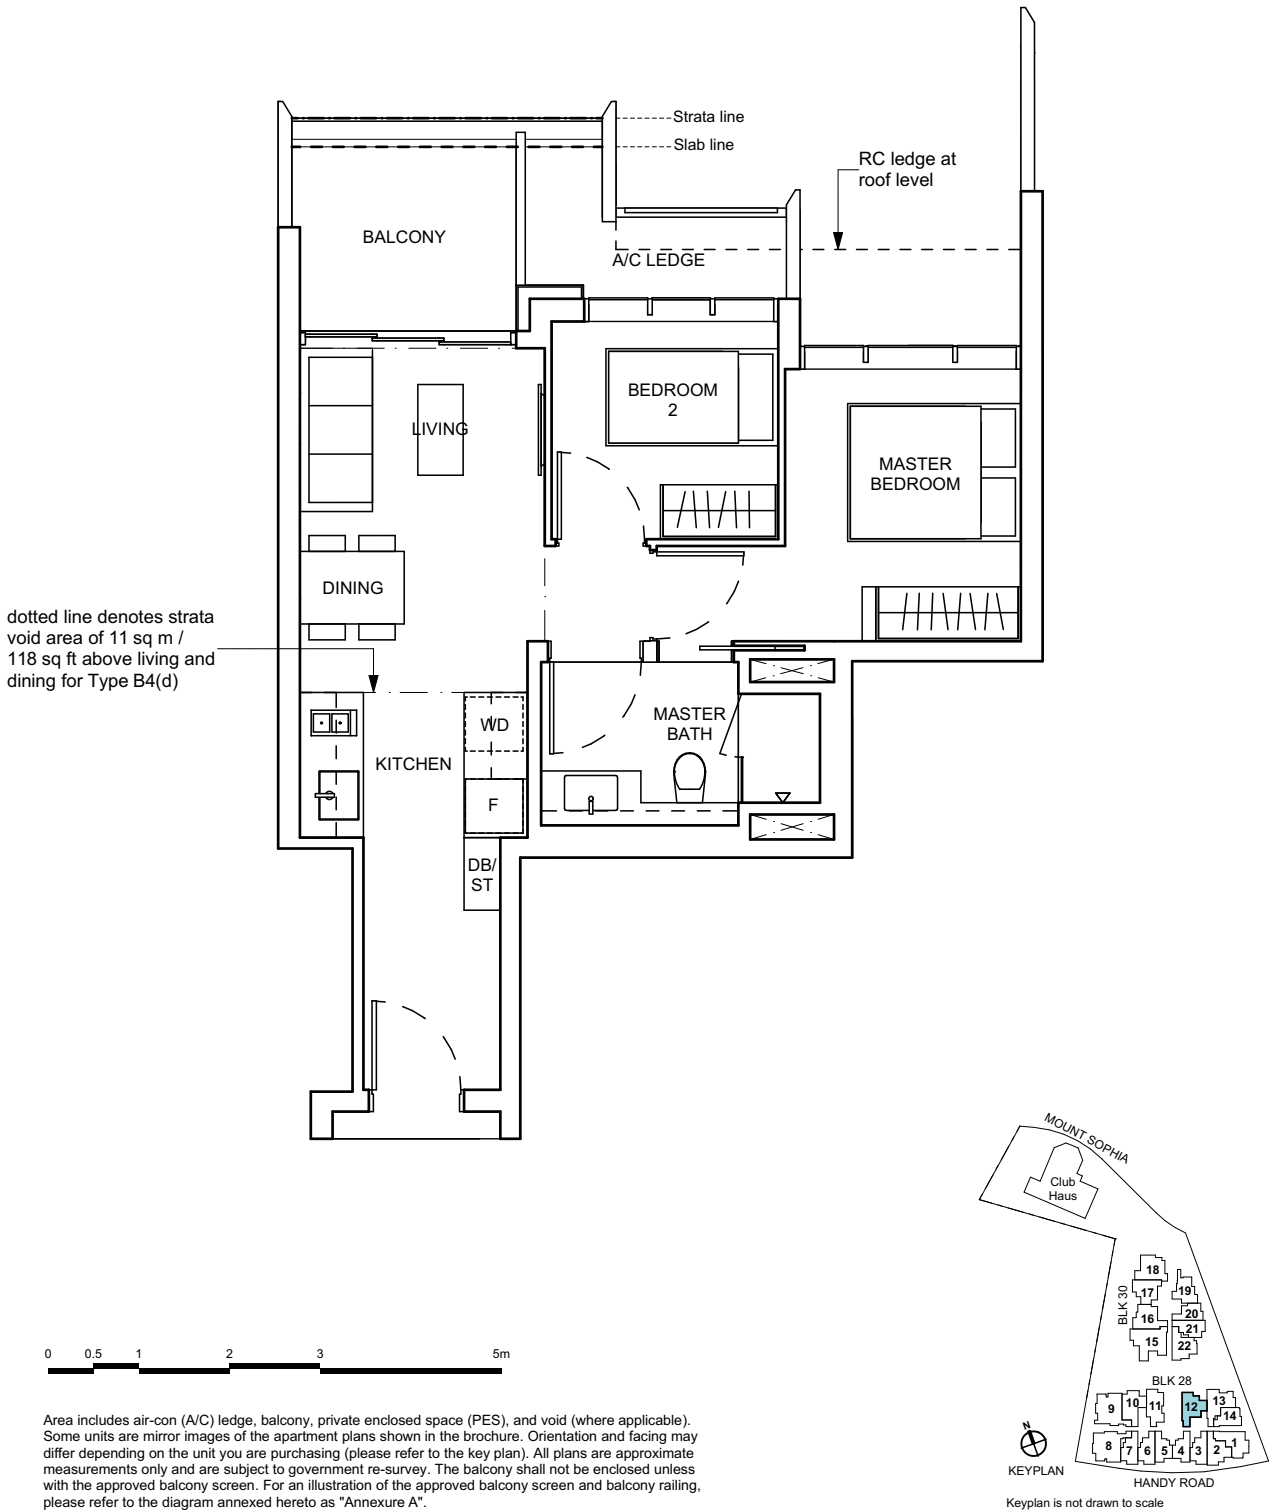 Strata line
Slab line
RC ledge at
roof level
BALCONY
A/C LEDGE
BEDROOM
2
LIVING
MASTER
BEDROOM
DINING
dotted line denotes strata
void area of 11 sq m /
118 sq ft above living and
dining for Type B4(d)
WD
MASTER
BATH
KITCHEN
F
DB/
ST
MOUNT SOPHIA
Club
Haus
18
17
19
BLK 30
16
20
21
15
22
BLK 28
9
10
11
12
13
14
8
7
6
5
4
3
2
1
N
KEYPLAN
HANDY ROAD
Keyplan is not drawn to scale
0 0.5 1 2 3 5m
Area includes air-con (A/C) ledge, balcony, private enclosed space (PES), and void (where applicable).
Some units are mirror images of the apartment plans shown in the brochure. Orientation and facing may
differ depending on the unit you are purchasing (please refer to the key plan). All plans are approximate
measurements only and are subject to government re-survey. The balcony shall not be enclosed unless
with the approved balcony screen. For an illustration of the approved balcony screen and balcony railing,
please refer to the diagram annexed hereto as "Annexure A".